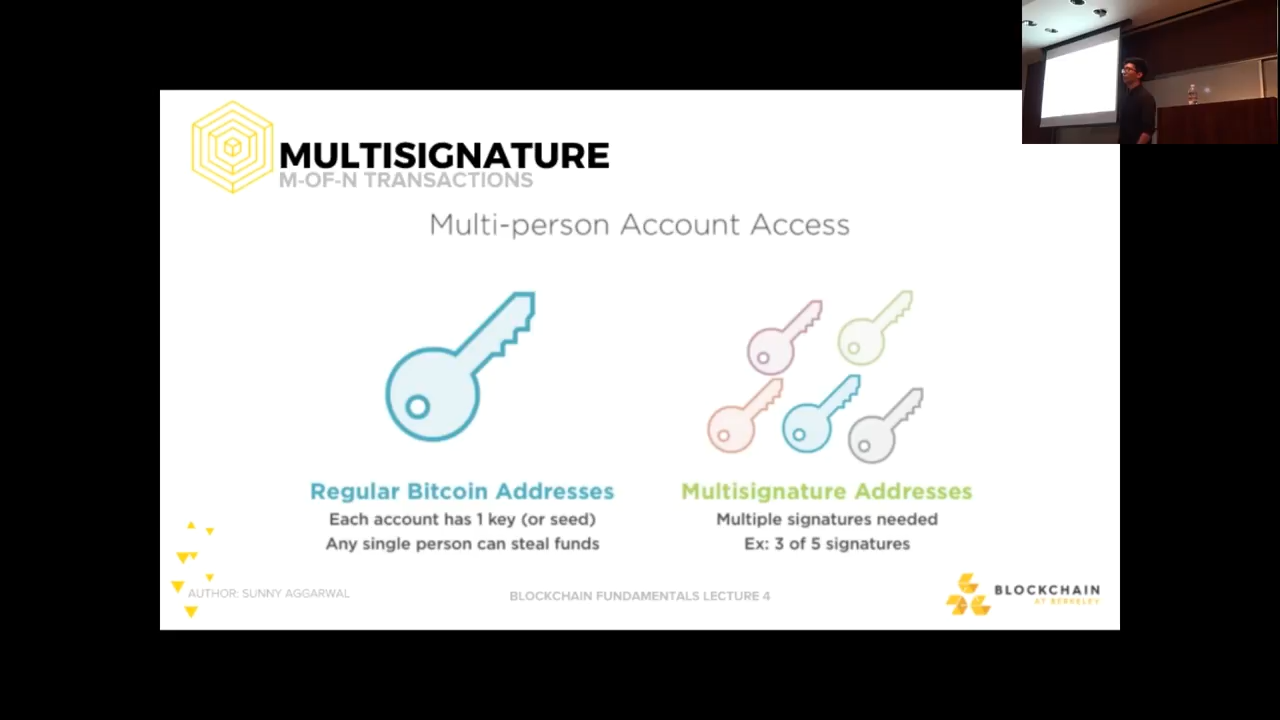 MULTISIGNATURE
M-OF-N TRANSACTIONS
Multi-person Account Access
Regular Bitcoin Addresses
Each account has 1 key (or seed)
Any single person can steal funds
Multisignature Addresses
Multiple signatures needed
Ex: 3 of 5 signatures
AUTHOR: SUNNY AGGARWAL
BLOCKCHAIN FUNDAMENTALS LECTURE 4
BLOCKCHAIN
AT BERKELEY